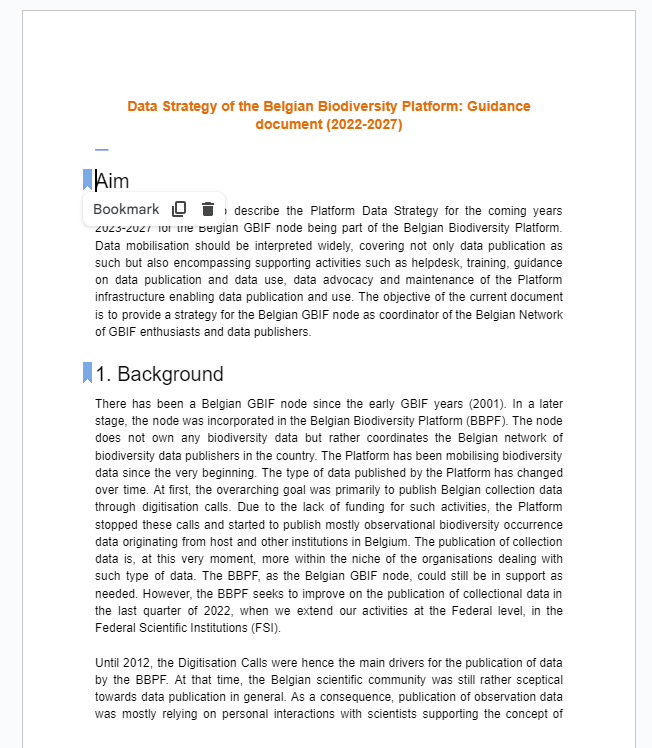 Data Strategy of the Belgian Biodiversity Platform: Guidance
document (2022-2027)
Aim
Bookmark
describe the Platform Data Strategy for the coming years
2023-2027 for the Belgian GBIF node being part of the Belgian Biodiversity Platform.
Data mobilisation should be interpreted widely, covering not only data publication as
such but also encompassing supporting activities such as helpdesk, training, guidance
on data publication and data use, data advocacy and maintenance of the Platform
infrastructure enabling data publication and use. The objective of the current document
is to provide a strategy for the Belgian GBIF node as coordinator of the Belgian Network
of GBIF enthusiasts and data publishers.
1. Background
There has been a Belgian GBIF node since the early GBIF years (2001). In a later
stage, the node was incorporated in the Belgian Biodiversity Platform (BBPF). The node
does not own any biodiversity data but rather coordinates the Belgian network of
biodiversity data publishers in the country. The Platform has been mobilising biodiversity
data since the very beginning. The type of data published by the Platform has changed
over time. At first, the overarching goal was primarily to publish Belgian collection data
through digitisation calls. Due to the lack of funding for such activities, the Platform
stopped these calls and started to publish mostly observational biodiversity occurrence
data originating from host and other institutions in Belgium. The publication of collection
data is, at this very moment, more within the niche of the organisations dealing with
such type of data. The BBPF, as the Belgian GBIF node, could still be in support as
needed. However, the BBPF seeks to improve on the publication of collectional data in
the last quarter of 2022, when we extend our activities at the Federal level, in the
Federal Scientific Institutions (FSI).
Until 2012, the Digitisation Calls were hence the main drivers for the publication of data
by the BBPF. At that time, the Belgian scientific community was still rather sceptical
towards data publication in general. As a consequence, publication of observation data
was mostly relying on personal interactions with scientists supporting the concept of